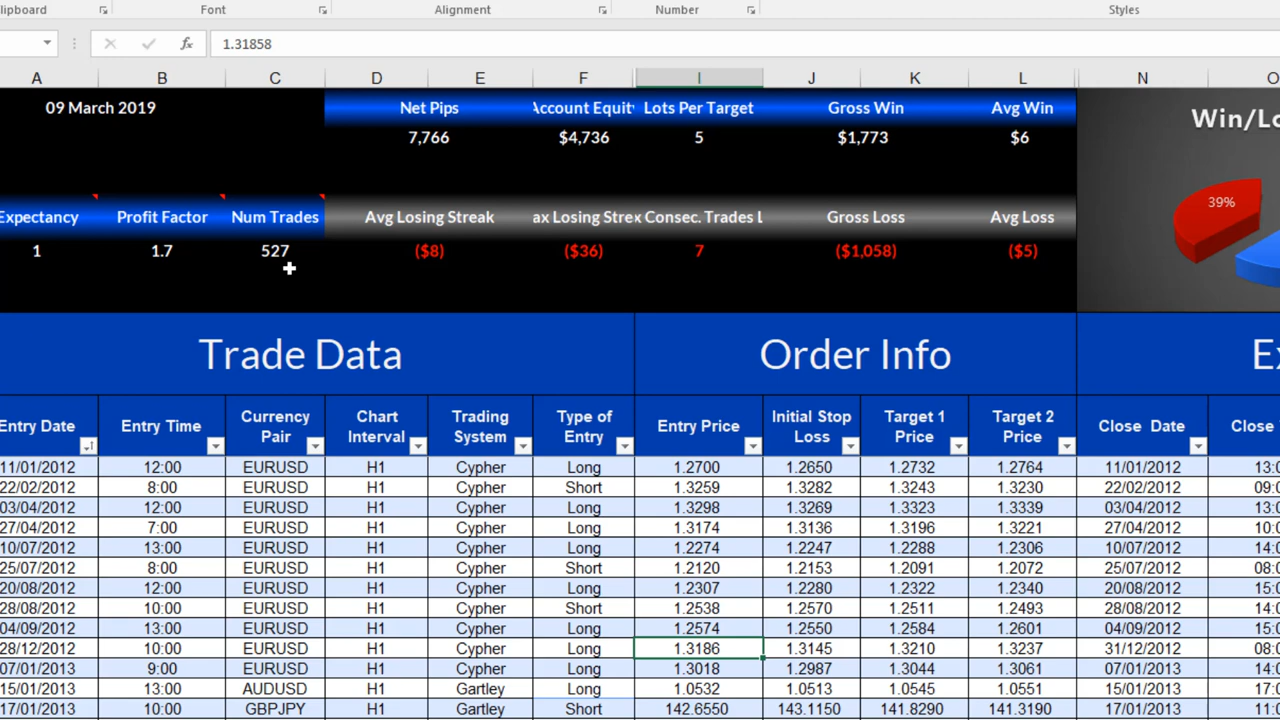 lipboard Font Alignment Number Styles
1.31858
A B C D E F I J K L N O
09 March 2019 Net Pips Account Equity Lots Per Target Gross Win Avg Win Win/Lo
7,766 $4,736 5 $1,773 $6
39%
Expectancy Profit Factor Num Trades Avg Losing Streak ax Losing Strex Consec. Trades L Gross Loss Avg Loss
1 1.7 527 ($8) ($36) 7 ($1,058) ($5)
Trade Data Order Info Ex
Entry Date Entry Time Currency Pair Chart Interval Trading System Type of Entry Entry Price Initial Stop Loss Target 1 Price Target 2 Price Close Date Close
11/01/2012 12:00 EURUSD H1 Cypher Long 1.2700 1.2650 1.2732 1.2764 11/01/2012 13:0
22/02/2012 8:00 EURUSD H1 Cypher Short 1.3259 1.3282 1.3243 1.3230 22/02/2012 09:0
03/04/2012 12:00 EURUSD H1 Cypher Long 1.3298 1.3269 1.3323 1.3339 03/04/2012 13:0
27/04/2012 7:00 EURUSD H1 Cypher Long 1.3174 1.3136 1.3196 1.3221 27/04/2012 10:0
10/07/2012 13:00 EURUSD H1 Cypher Long 1.2274 1.2247 1.2288 1.2306 10/07/2012 14:0
25/07/2012 8:00 EURUSD H1 Cypher Short 1.2120 1.2153 1.2091 1.2072 25/07/2012 08:0
20/08/2012 12:00 EURUSD H1 Cypher Long 1.2307 1.2280 1.2322 1.2340 20/08/2012 15:0
28/08/2012 10:00 EURUSD H1 Cypher Short 1.2538 1.2570 1.2511 1.2493 28/08/2012 14:0
04/09/2012 13:00 EURUSD H1 Cypher Long 1.2574 1.2550 1.2584 1.2601 04/09/2012 15:0
28/12/2012 10:00 EURUSD H1 Cypher Long 1.3186 1.3145 1.3210 1.3237 31/12/2012 08:0
07/01/2013 9:00 EURUSD H1 Cypher Long 1.3018 1.2987 1.3044 1.3061 07/01/2013 14:0
15/01/2013 13:00 AUDUSD H1 Gartley Long 1.0532 1.0513 1.0545 1.0551 15/01/2013 17:0
17/01/2013 10:00 GBPJPY H1 Gartley Short 142.6550 143.1150 141.8290 141.3190 17/01/2013 10:0